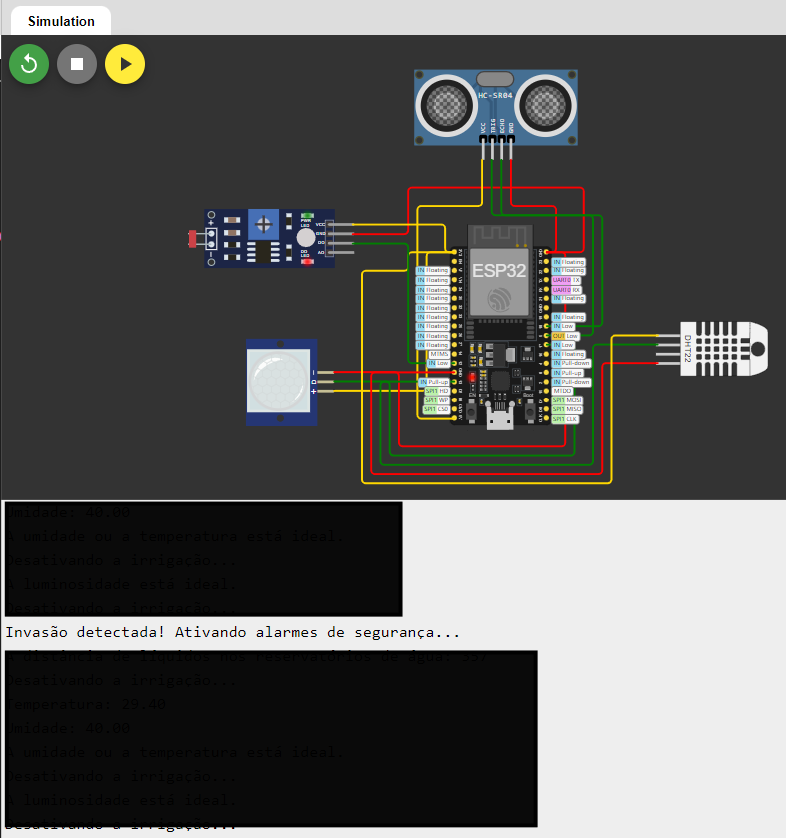 Simulation
HC-SR04
VCC
TRIG
ECHO
GND
PWR
LED
VCC
GND
DO
AO
DO
LED
ESP32
IN Floating
IN Floating
IN Floating
IN Floating
IN Floating
IN Floating
IN Floating
IN Floating
IN Floating
MTMS
IN Low
IN Pull-up
SPI1 HD
SPI1 WP
SPI1 CS0
IN Floating
IN Floating
UART0 TX
UART0 RX
IN Floating
IN Floating
IN Low
OUT Low
IN Low
IN Floating
IN Pull-down
IN Pull-up
IN Pull-down
MTDO
SPI1 MOSI
SPI1 MISO
SPI1 CLK
EN
Boot
DHT22
Umidade: 40.00
A umidade ou a temperatura está ideal.
Desativando a irrigação...
A luminosidade está ideal.
Desativando a irrigação...
Invasão detectada! Ativando alarmes de segurança...
A distância de líquidos nos reservatórios de água: 357
Desativando a irrigação...
Temperatura: 29.40
Umidade: 40.00
A umidade ou a temperatura está ideal.
Desativando a irrigação...
A luminosidade está ideal.
Desativando a irrigação...